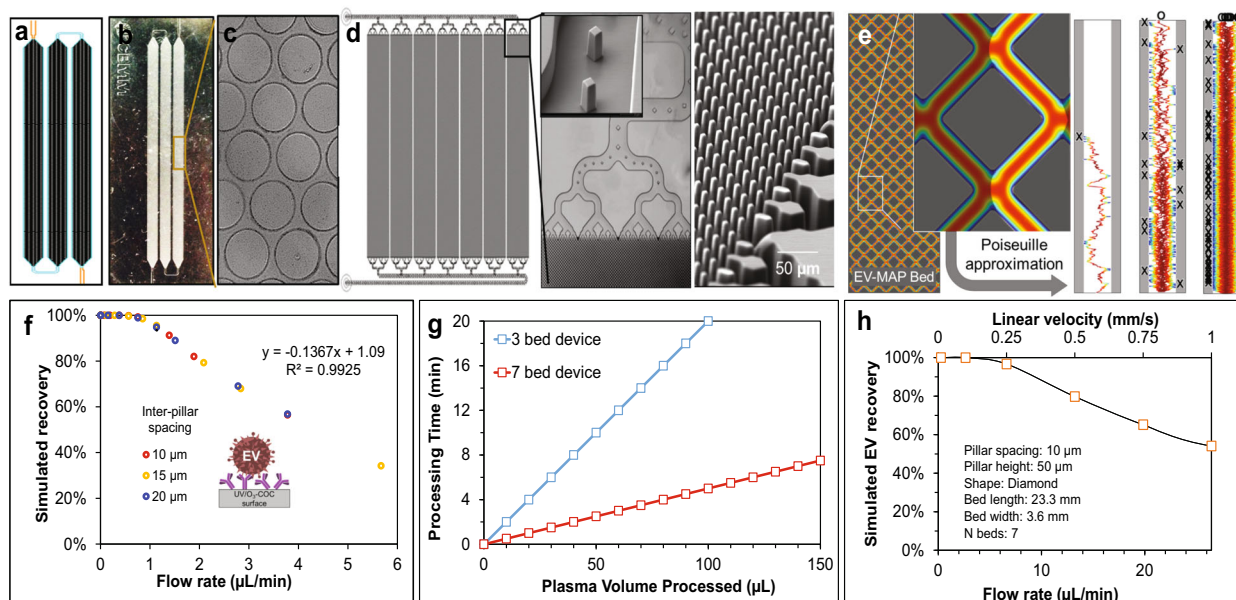 a
b
c
d
e
50 µm
EV-MAP Bed
Poiseuille
approximation
X
X
O
X
X
X
X
X
X
X
X
f
Simulated recovery
100%
80%
60%
40%
20%
0%
y = -0.1367x + 1.09
R² = 0.9925
Inter-pillar
spacing
10 µm
15 µm
20 µm
EV
UV/O₃-COC
surface
0 1 2 3 4 5 6
Flow rate (µL/min)
g
Processing Time (min)
20
16
12
8
4
0
3 bed device
7 bed device
0 50 100 150
Plasma Volume Processed (µL)
h
Linear velocity (mm/s)
0 0.25 0.5 0.75 1
Simulated EV recovery
100%
80%
60%
40%
20%
0%
Pillar spacing: 10 µm
Pillar height: 50 µm
Shape: Diamond
Bed length: 23.3 mm
Bed width: 3.6 mm
N beds: 7
0 10 20
Flow rate (µL/min)